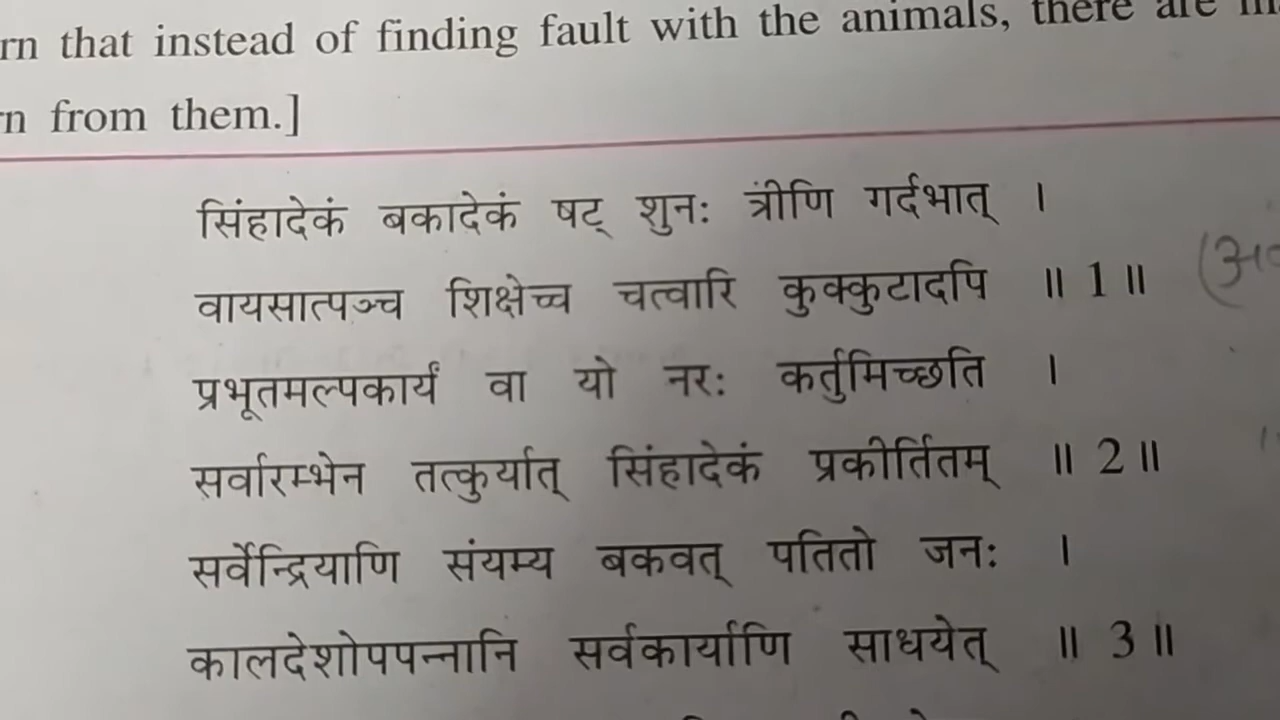 that instead of finding fault with the animals, there are
from them.]
सिंहादेकं बकादेकं षट् शुनः त्रींणि गर्दभात् ।
वायसात्पञ्च शिक्षेच्च चत्वारि कुक्कुटादपि ॥ 1 ॥
प्रभूतमल्पकार्यं वा यो नरः कर्तुमिच्छति ।
सर्वारम्भेन तत्कुर्यात् सिंहादेकं प्रकीर्तितम् ॥ 2 ॥
सर्वेन्द्रियाणि संयम्य बकवत् पतितो जनः ।
कालदेशोपपन्नानि सर्वकार्याणि साधयेत् ॥ 3 ॥